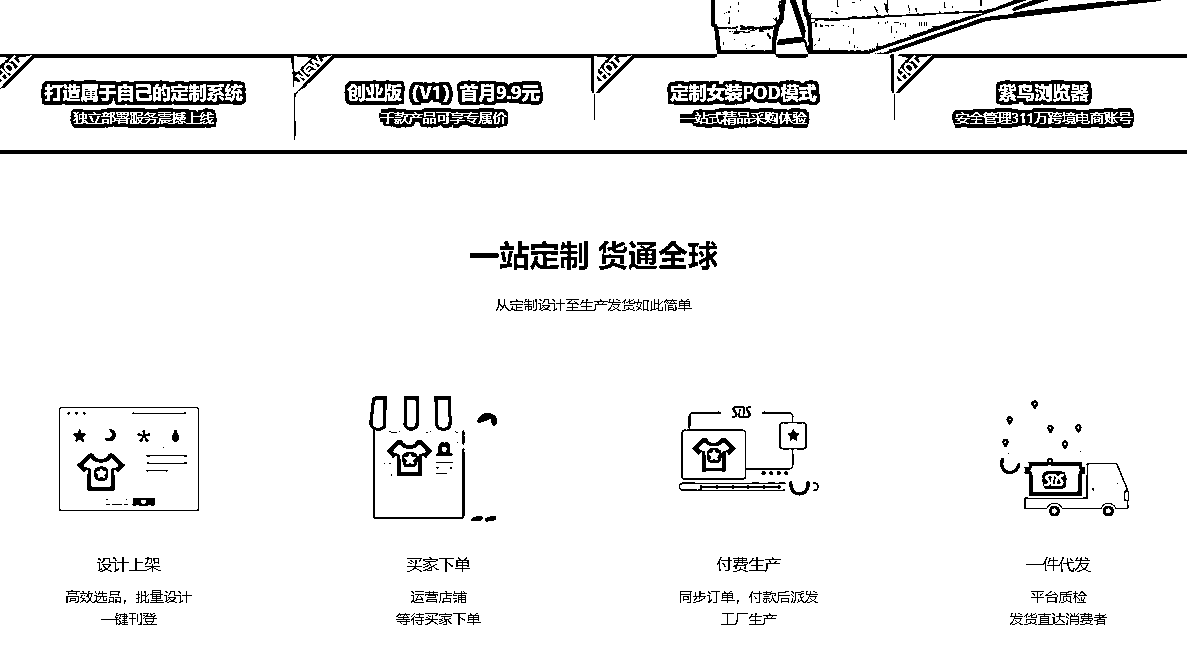 HOT
打造属于自己的定制系统
独立部署服务震撼上线
NEW
创业版（V1）首月9.9元
千款产品可享专属价
HOT
定制女装POD模式
一站式精品采购体验
HOT
紫鸟浏览器
安全管理311万跨境电商账号
一站定制 货通全球
从定制设计至生产发货如此简单
SDS
SDS
设计上架
高效选品，批量设计
一键刊登
买家下单
运营店铺
等待买家下单
付费生产
同步订单，付款后派发
工厂生产
一件代发
平台质检
发货直达消费者